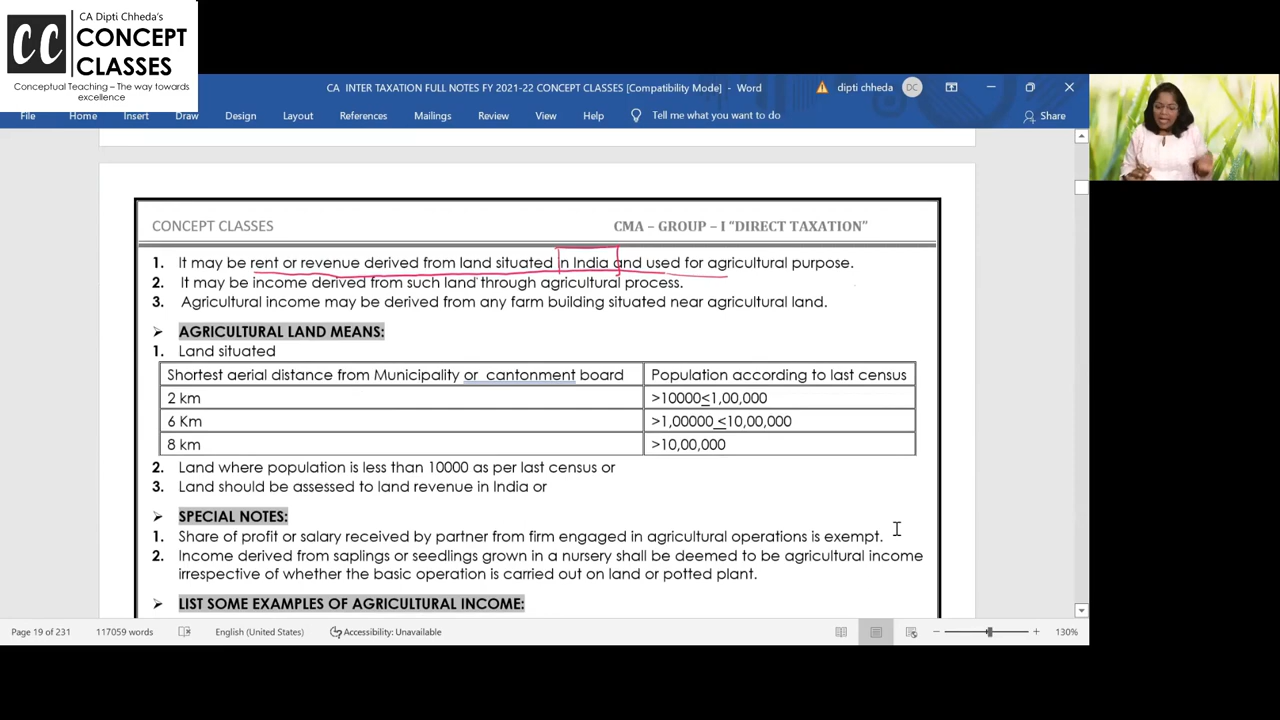 CA Dipti Chheda's
CC
CONCEPT
CLASSES
Conceptual Teaching – The way towards
excellence
CA INTER TAXATION FULL NOTES FY 2021-22 CONCEPT CLASSES [Compatibility Mode] - Word
dipti chheda
DC
File Home Insert Draw Design Layout References Mailings Review View Help Tell me what you want to do Share
CONCEPT CLASSES CMA – GROUP – I “DIRECT TAXATION”
1. It may be rent or revenue derived from land situated in India and used for agricultural purpose.
2. It may be income derived from such land through agricultural process.
3. Agricultural income may be derived from any farm building situated near agricultural land.
➢ AGRICULTURAL LAND MEANS:
1. Land situated
Shortest aerial distance from Municipality or cantonment board Population according to last census
2 km >10000≤1,00,000
6 Km >1,00000 ≤10,00,000
8 km >10,00,000
2. Land where population is less than 10000 as per last census or
3. Land should be assessed to land revenue in India or
➢ SPECIAL NOTES:
1. Share of profit or salary received by partner from firm engaged in agricultural operations is exempt.
2. Income derived from saplings or seedlings grown in a nursery shall be deemed to be agricultural income
irrespective of whether the basic operation is carried out on land or potted plant.
➢ LIST SOME EXAMPLES OF AGRICULTURAL INCOME:
Page 19 of 231 117059 words English (United States) Accessibility: Unavailable 130%